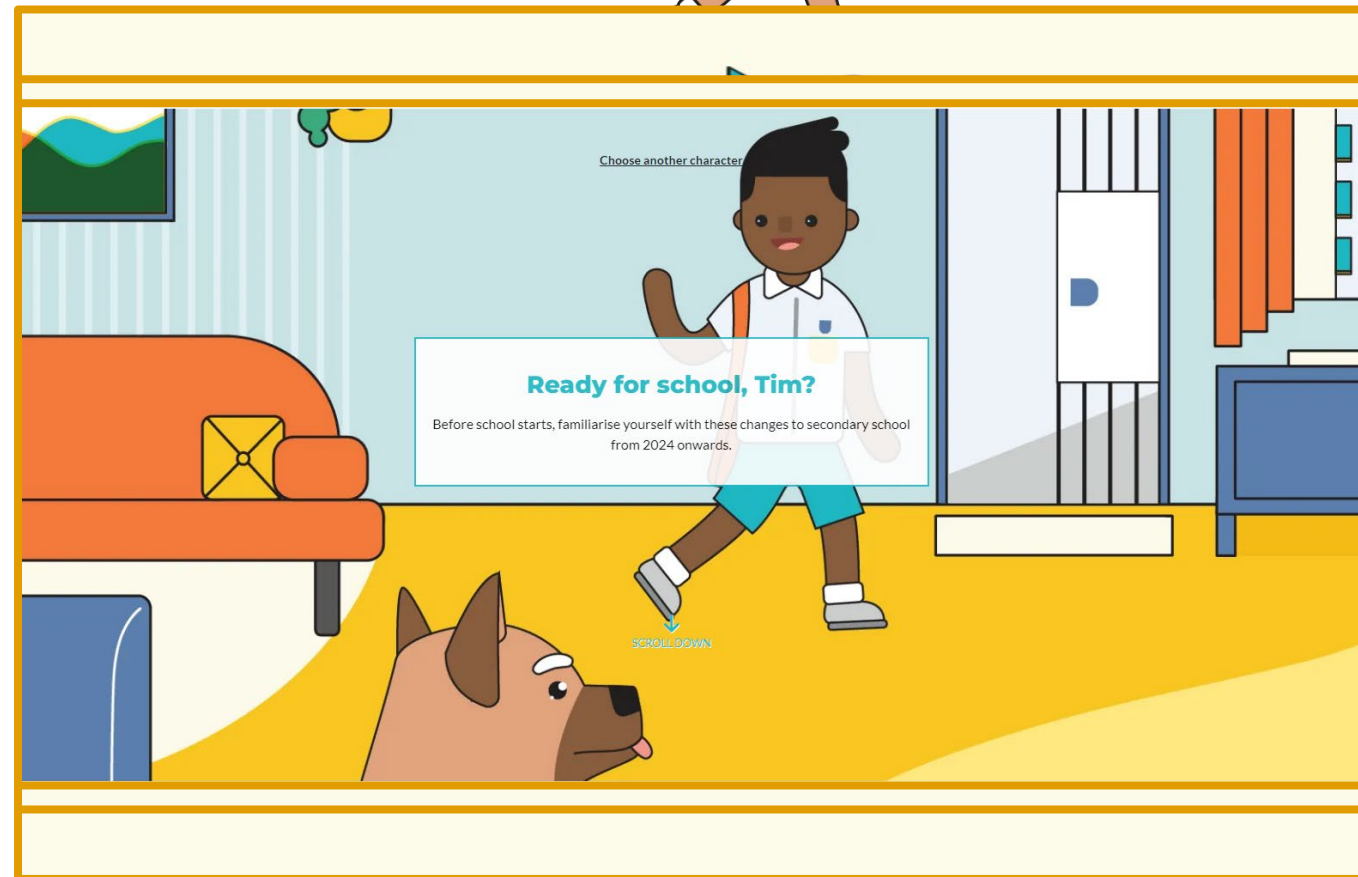 Choose another character
Ready for school, Tim?
Before school starts, familiarise yourself with these changes to secondary school
from 2024 onwards.
SCROLL DOWN